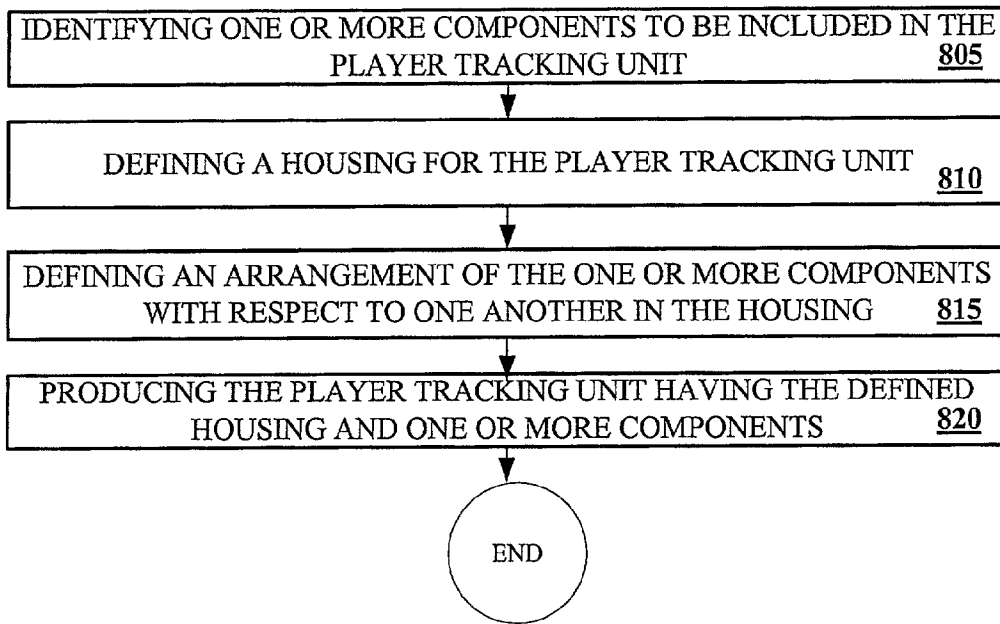 IDENTIFYING ONE OR MORE COMPONENTS TO BE INCLUDED IN THE
PLAYER TRACKING UNIT 805
DEFINING A HOUSING FOR THE PLAYER TRACKING UNIT 810
DEFINING AN ARRANGEMENT OF THE ONE OR MORE COMPONENTS
WITH RESPECT TO ONE ANOTHER IN THE HOUSING 815
PRODUCING THE PLAYER TRACKING UNIT HAVING THE DEFINED
HOUSING AND ONE OR MORE COMPONENTS 820
END